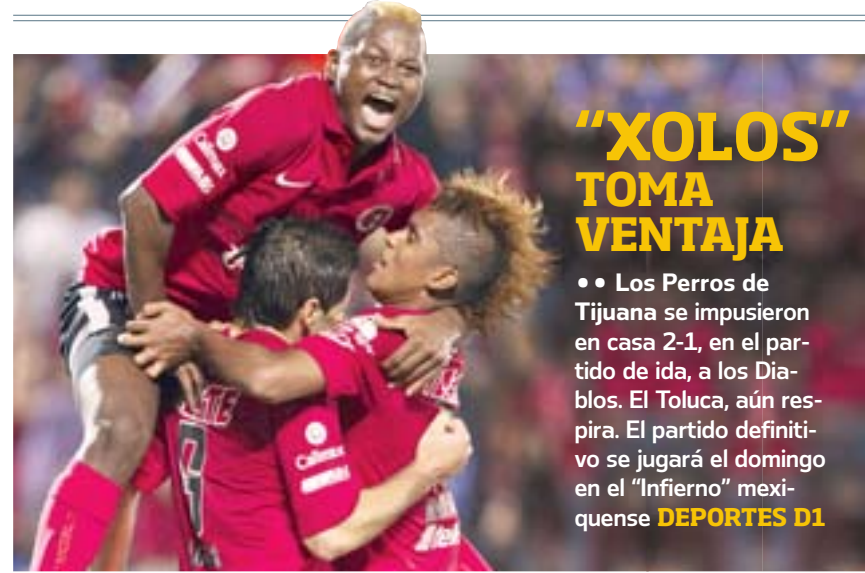 “XOLOS”
TOMA
VENTAJA
•• Los Perros de
Tijuana se impusieron
en casa 2-1, en el par-
tido de ida, a los Dia-
blos. El Toluca, aún res-
pira. El partido definiti-
vo se jugará el domingo
en el “Infierno” mexi-
quense DEPORTES D1
Caliente
Caliente